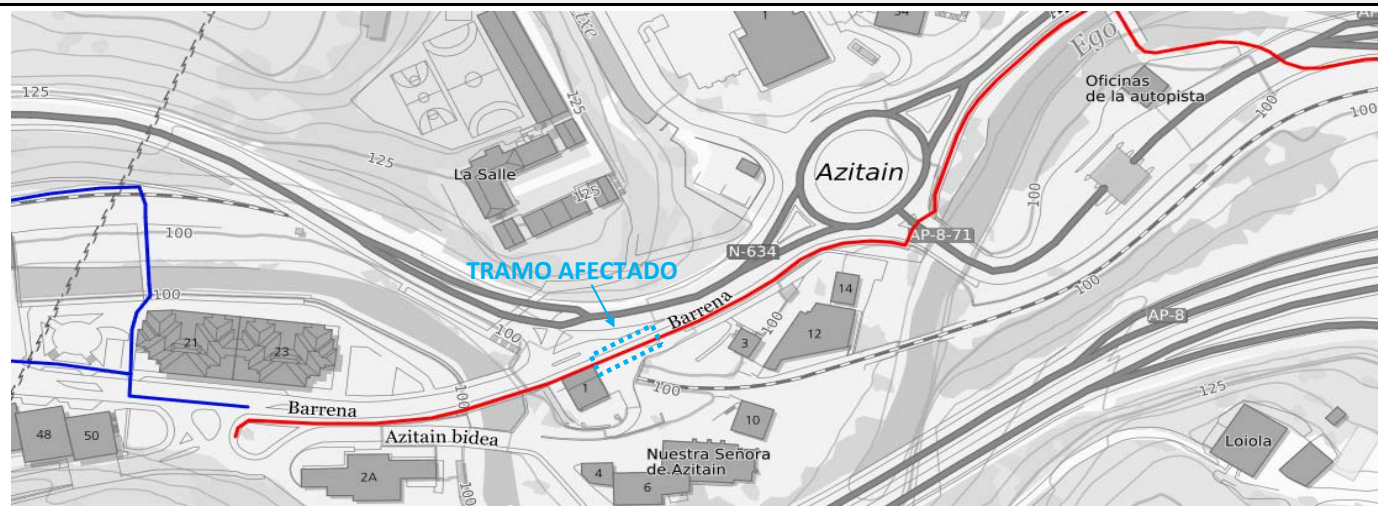 1
34
Ego
Oficinas
de la autopista
125
100
100
125
125
La Salle
125
Azitain
100
100
N-634
AP-8-71
TRAMO AFECTADO
100
100
14
Barrena
AP-8
100
100
12
3
21
23
1
100
125
100
Barrena
10
48
50
Azitain bidea
Loiola
Nuestra Señora
de Azitain
4
6
2A
100